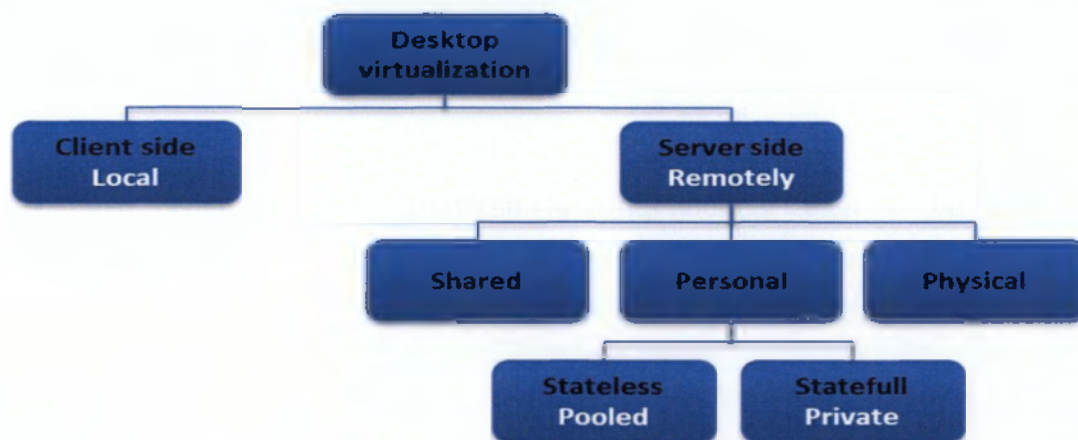 Desktop
virtualization
Client side
Local
Server side
Remotely
Shared
Personal
Physical
Stateless
Pooled
Statefull
Private